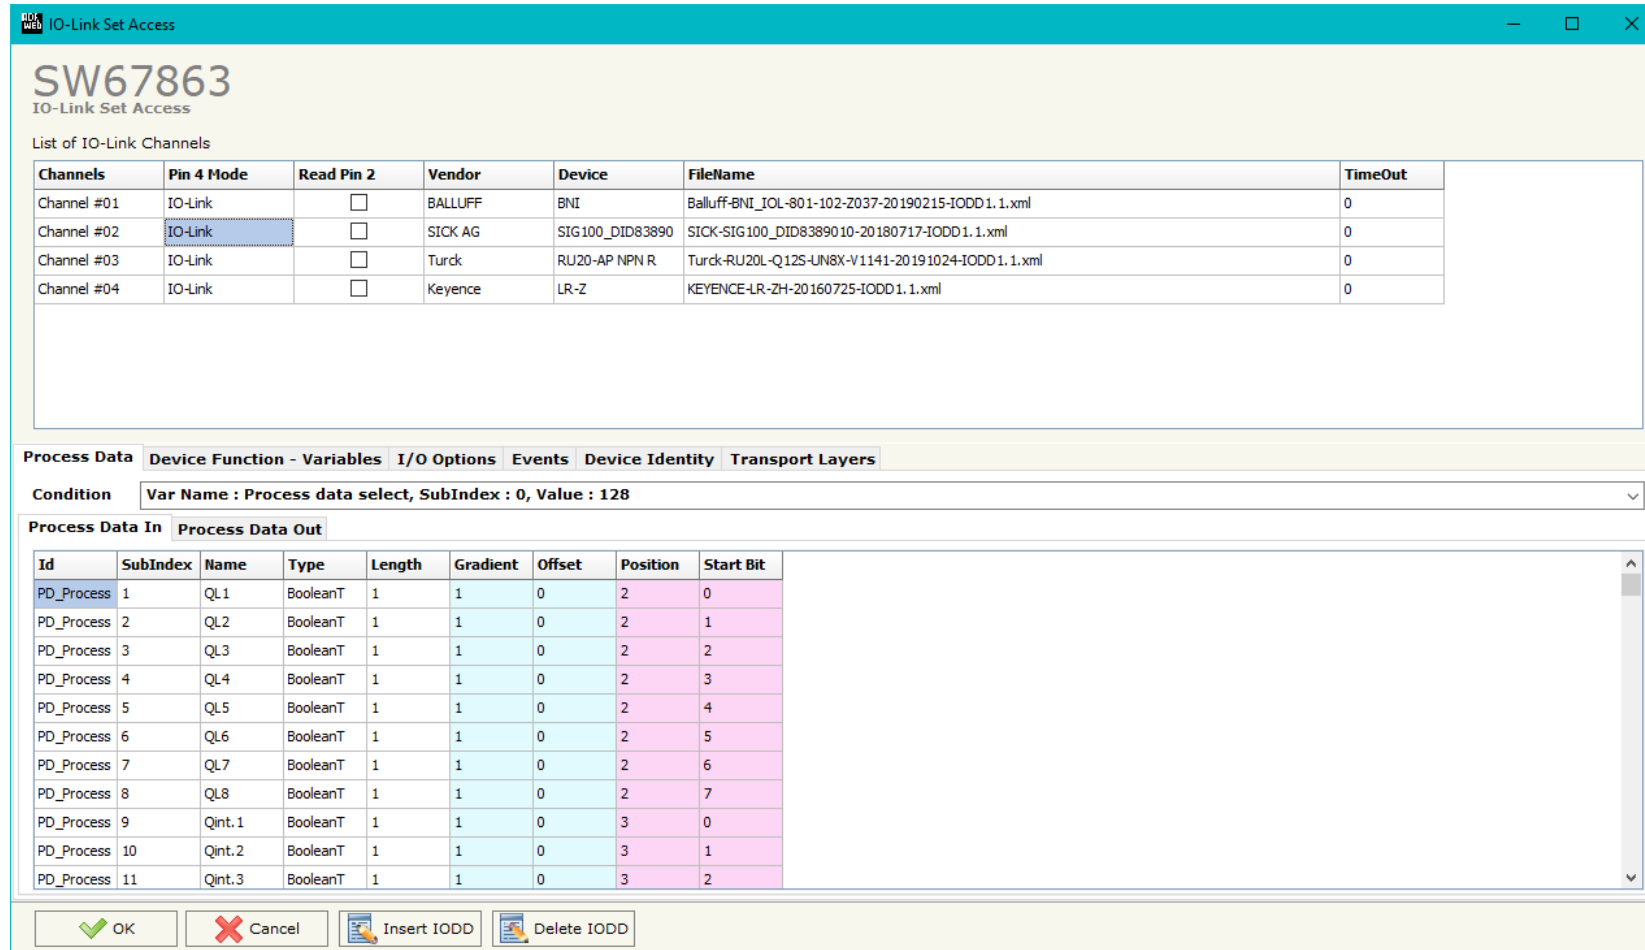 ADF WEB IO-Link Set Access
SW67863
IO-Link Set Access
List of IO-Link Channels
Channels Pin 4 Mode Read Pin 2 Vendor Device FileName TimeOut
Channel #01 IO-Link BALLUFF BNI Balluff-BNI_IOL-801-102-Z037-20190215-IODD1.1.xml 0
Channel #02 IO-Link SICK AG SIG100_DID83890 SICK-SIG100_DID8389010-20180717-IODD1.1.xml 0
Channel #03 IO-Link Turck RU20-AP NPN R Turck-RU20L-Q12S-UN8X-V1141-20191024-IODD1.1.xml 0
Channel #04 IO-Link Keyence LR-Z KEYENCE-LR-ZH-20160725-IODD1.1.xml 0
Process Data Device Function - Variables I/O Options Events Device Identity Transport Layers
Condition Var Name : Process data select, SubIndex : 0, Value : 128
Process Data In Process Data Out
Id SubIndex Name Type Length Gradient Offset Position Start Bit
PD_Process 1 QL1 BooleanT 1 1 0 2 0
PD_Process 2 QL2 BooleanT 1 1 0 2 1
PD_Process 3 QL3 BooleanT 1 1 0 2 2
PD_Process 4 QL4 BooleanT 1 1 0 2 3
PD_Process 5 QL5 BooleanT 1 1 0 2 4
PD_Process 6 QL6 BooleanT 1 1 0 2 5
PD_Process 7 QL7 BooleanT 1 1 0 2 6
PD_Process 8 QL8 BooleanT 1 1 0 2 7
PD_Process 9 Qint.1 BooleanT 1 1 0 3 0
PD_Process 10 Qint.2 BooleanT 1 1 0 3 1
PD_Process 11 Qint.3 BooleanT 1 1 0 3 2
OK Cancel Insert IODD Delete IODD